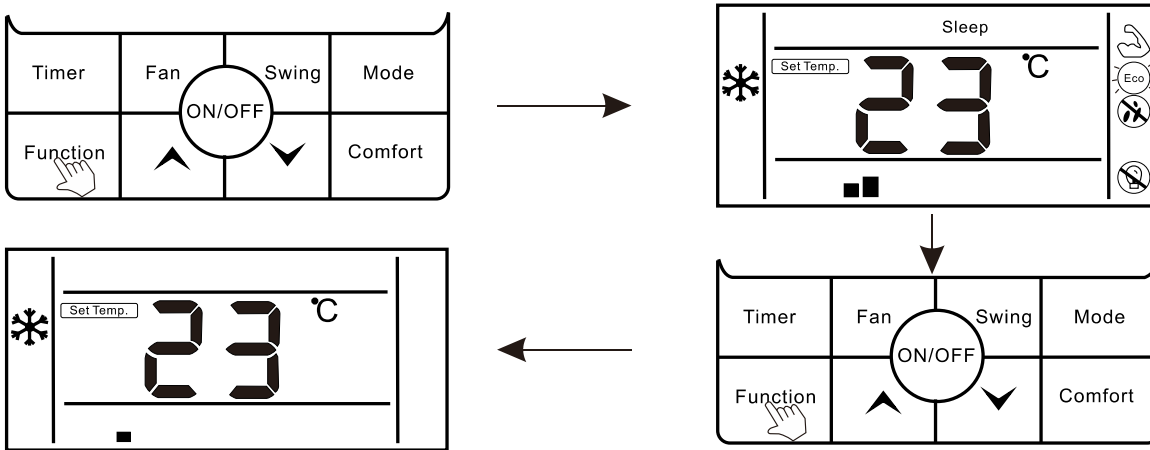 Timer Fan Swing Mode
ON/OFF
Function Comfort
Sleep
Set Temp. 23 °C
Eco
Set Temp. 23 °C
Timer Fan Swing Mode
ON/OFF
Function Comfort